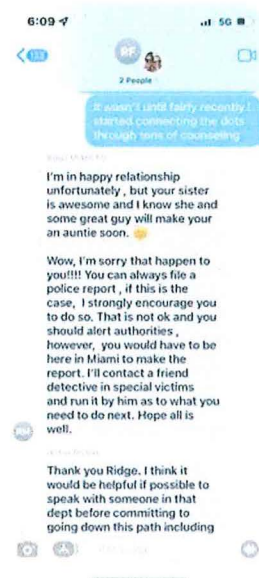 6:09
5G
RF
2 People
It wasn't until fairly recently I
started connecting the dots
through tons of counseling
I'm in happy relationship
unfortunately , but your sister
is awesome and I know she and
some great guy will make your
an auntie soon. 😊
Wow, I'm sorry that happen to
you!!!! You can always file a
police report , if this is the
case, I strongly encourage you
to do so. That is not ok and you
should alert authorities ,
however, you would have to be
here in Miami to make the
report. I'll contact a friend
detective in special victims
and run it by him as to what you
need to do next. Hope all is
well.
Thank you Ridge. I think it
would be helpful if possible to
speak with someone in that
dept before committing to
going down this path including